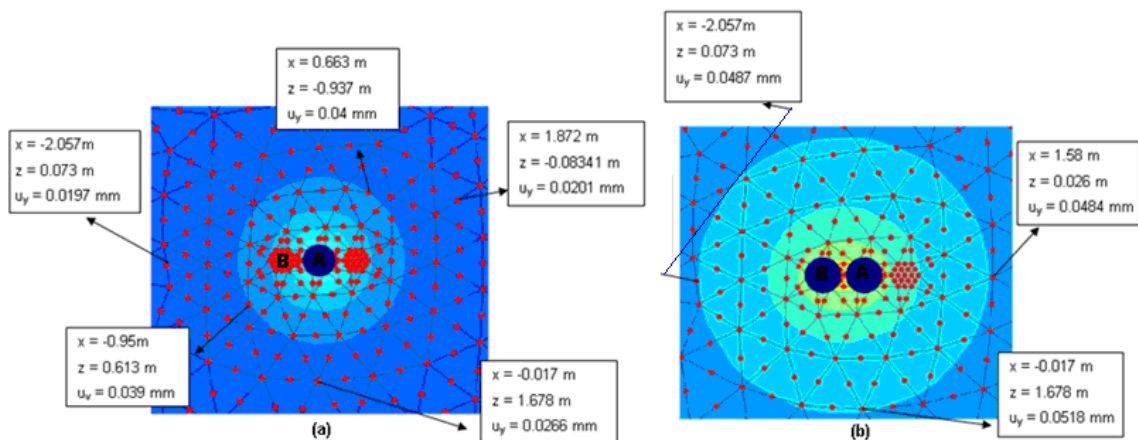 x = 0.663 m
z = -0.937 m
uy = 0.04 mm
x = -2.057m
z = 0.073 m
uy = 0.0197 mm
x = 1.872 m
z = -0.08341 m
uy = 0.0201 mm
B A
x = -0.95m
z = 0.613 m
uy = 0.039 mm
x = -0.017 m
z = 1.678 m
uy = 0.0266 mm
(a)
x = -2.057m
z = 0.073 m
uy = 0.0487 mm
x = 1.58 m
z = 0.026 m
uy = 0.0484 mm
B A
x = -0.017 m
z = 1.678 m
uy = 0.0518 mm
(b)